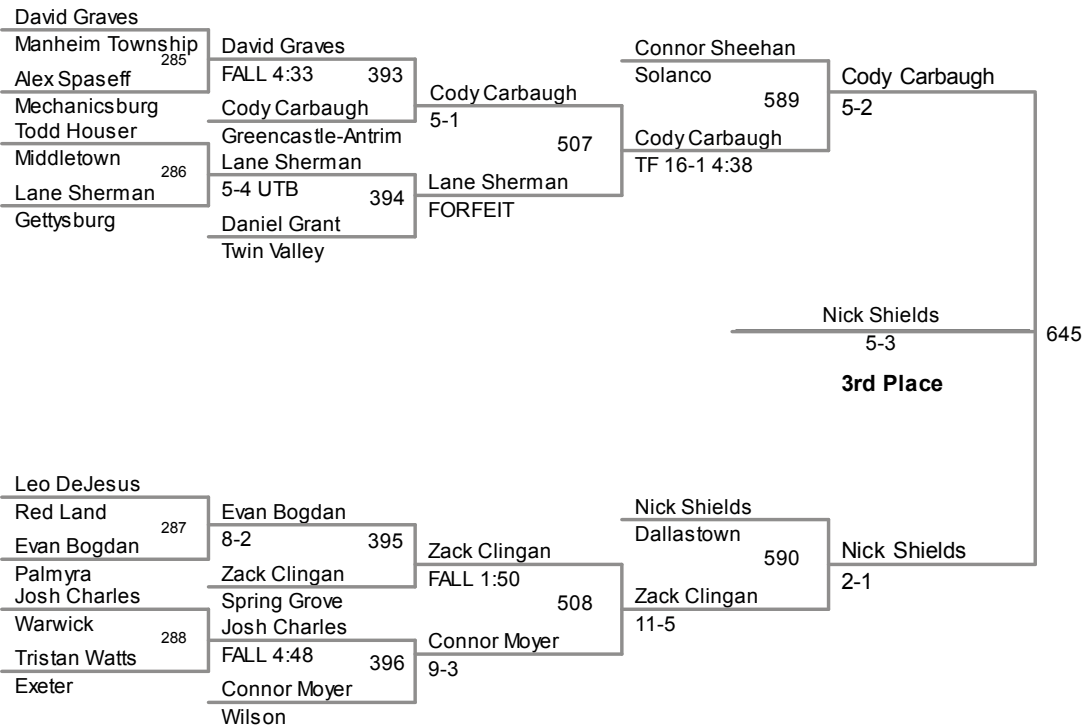 David Graves
Manheim Township
285
Alex Spaseff
Mechanicsburg
Todd Houser
Middletown
286
Lane Sherman
Gettysburg
David Graves
FALL 4:33
393
Cody Carbaugh
Greencastle-Antrim
Lane Sherman
5-4 UTB
394
Daniel Grant
Twin Valley
Cody Carbaugh
5-1
507
Lane Sherman
FORFEIT
Connor Sheehan
Solanco
589
Cody Carbaugh
TF 16-1 4:38
Cody Carbaugh
5-2
Nick Shields
5-3
645
3rd Place
Leo DeJesus
Red Land
287
Evan Bogdan
Palmyra
Josh Charles
Warwick
288
Tristan Watts
Exeter
Evan Bogdan
8-2
395
Zack Clingan
Spring Grove
Josh Charles
FALL 4:48
396
Connor Moyer
Wilson
Zack Clingan
FALL 1:50
508
Connor Moyer
9-3
Nick Shields
Dallastown
590
Zack Clingan
11-5
Nick Shields
2-1